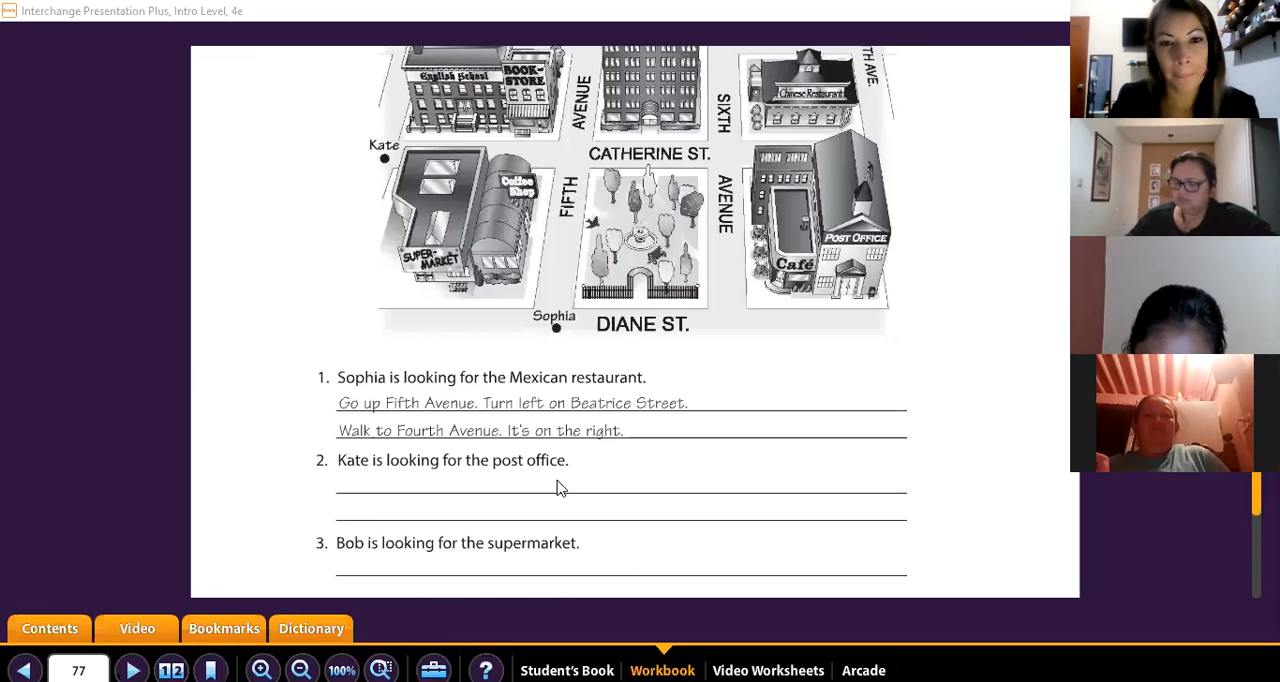 Interchange Presentation Plus, Intro Level, 4e
English School
BOOK-
STORE
AVENUE
SIXTH
TH AVE.
Chinese Restaurant
Kate
CATHERINE ST.
Coffee
Shop
FIFTH
AVENUE
SUPER-
MARKET
POST OFFICE
Café
Sophia
DIANE ST.
1. Sophia is looking for the Mexican restaurant.
Go up Fifth Avenue. Turn left on Beatrice Street.
Walk to Fourth Avenue. It's on the right.
2. Kate is looking for the post office.
3. Bob is looking for the supermarket.
Contents
Video
Bookmarks
Dictionary
77
1 2
100%
?
Student's Book
Workbook
Video Worksheets
Arcade